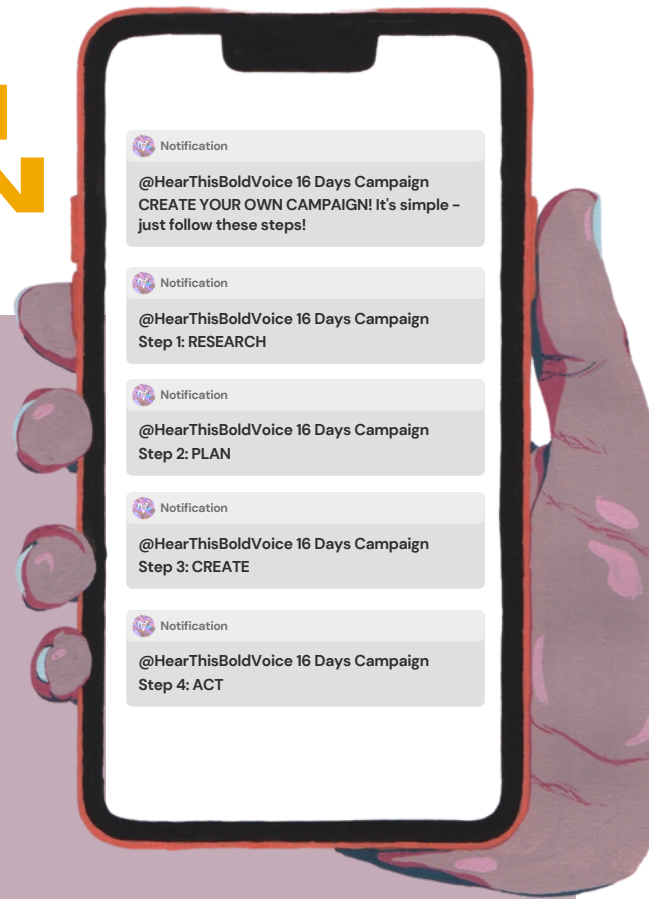 N
Notification
@HearThisBoldVoice 16 Days Campaign
CREATE YOUR OWN CAMPAIGN! It's simple -
just follow these steps!
Notification
@HearThisBoldVoice 16 Days Campaign
Step 1: RESEARCH
Notification
@HearThisBoldVoice 16 Days Campaign
Step 2: PLAN
Notification
@HearThisBoldVoice 16 Days Campaign
Step 3: CREATE
Notification
@HearThisBoldVoice 16 Days Campaign
Step 4: ACT